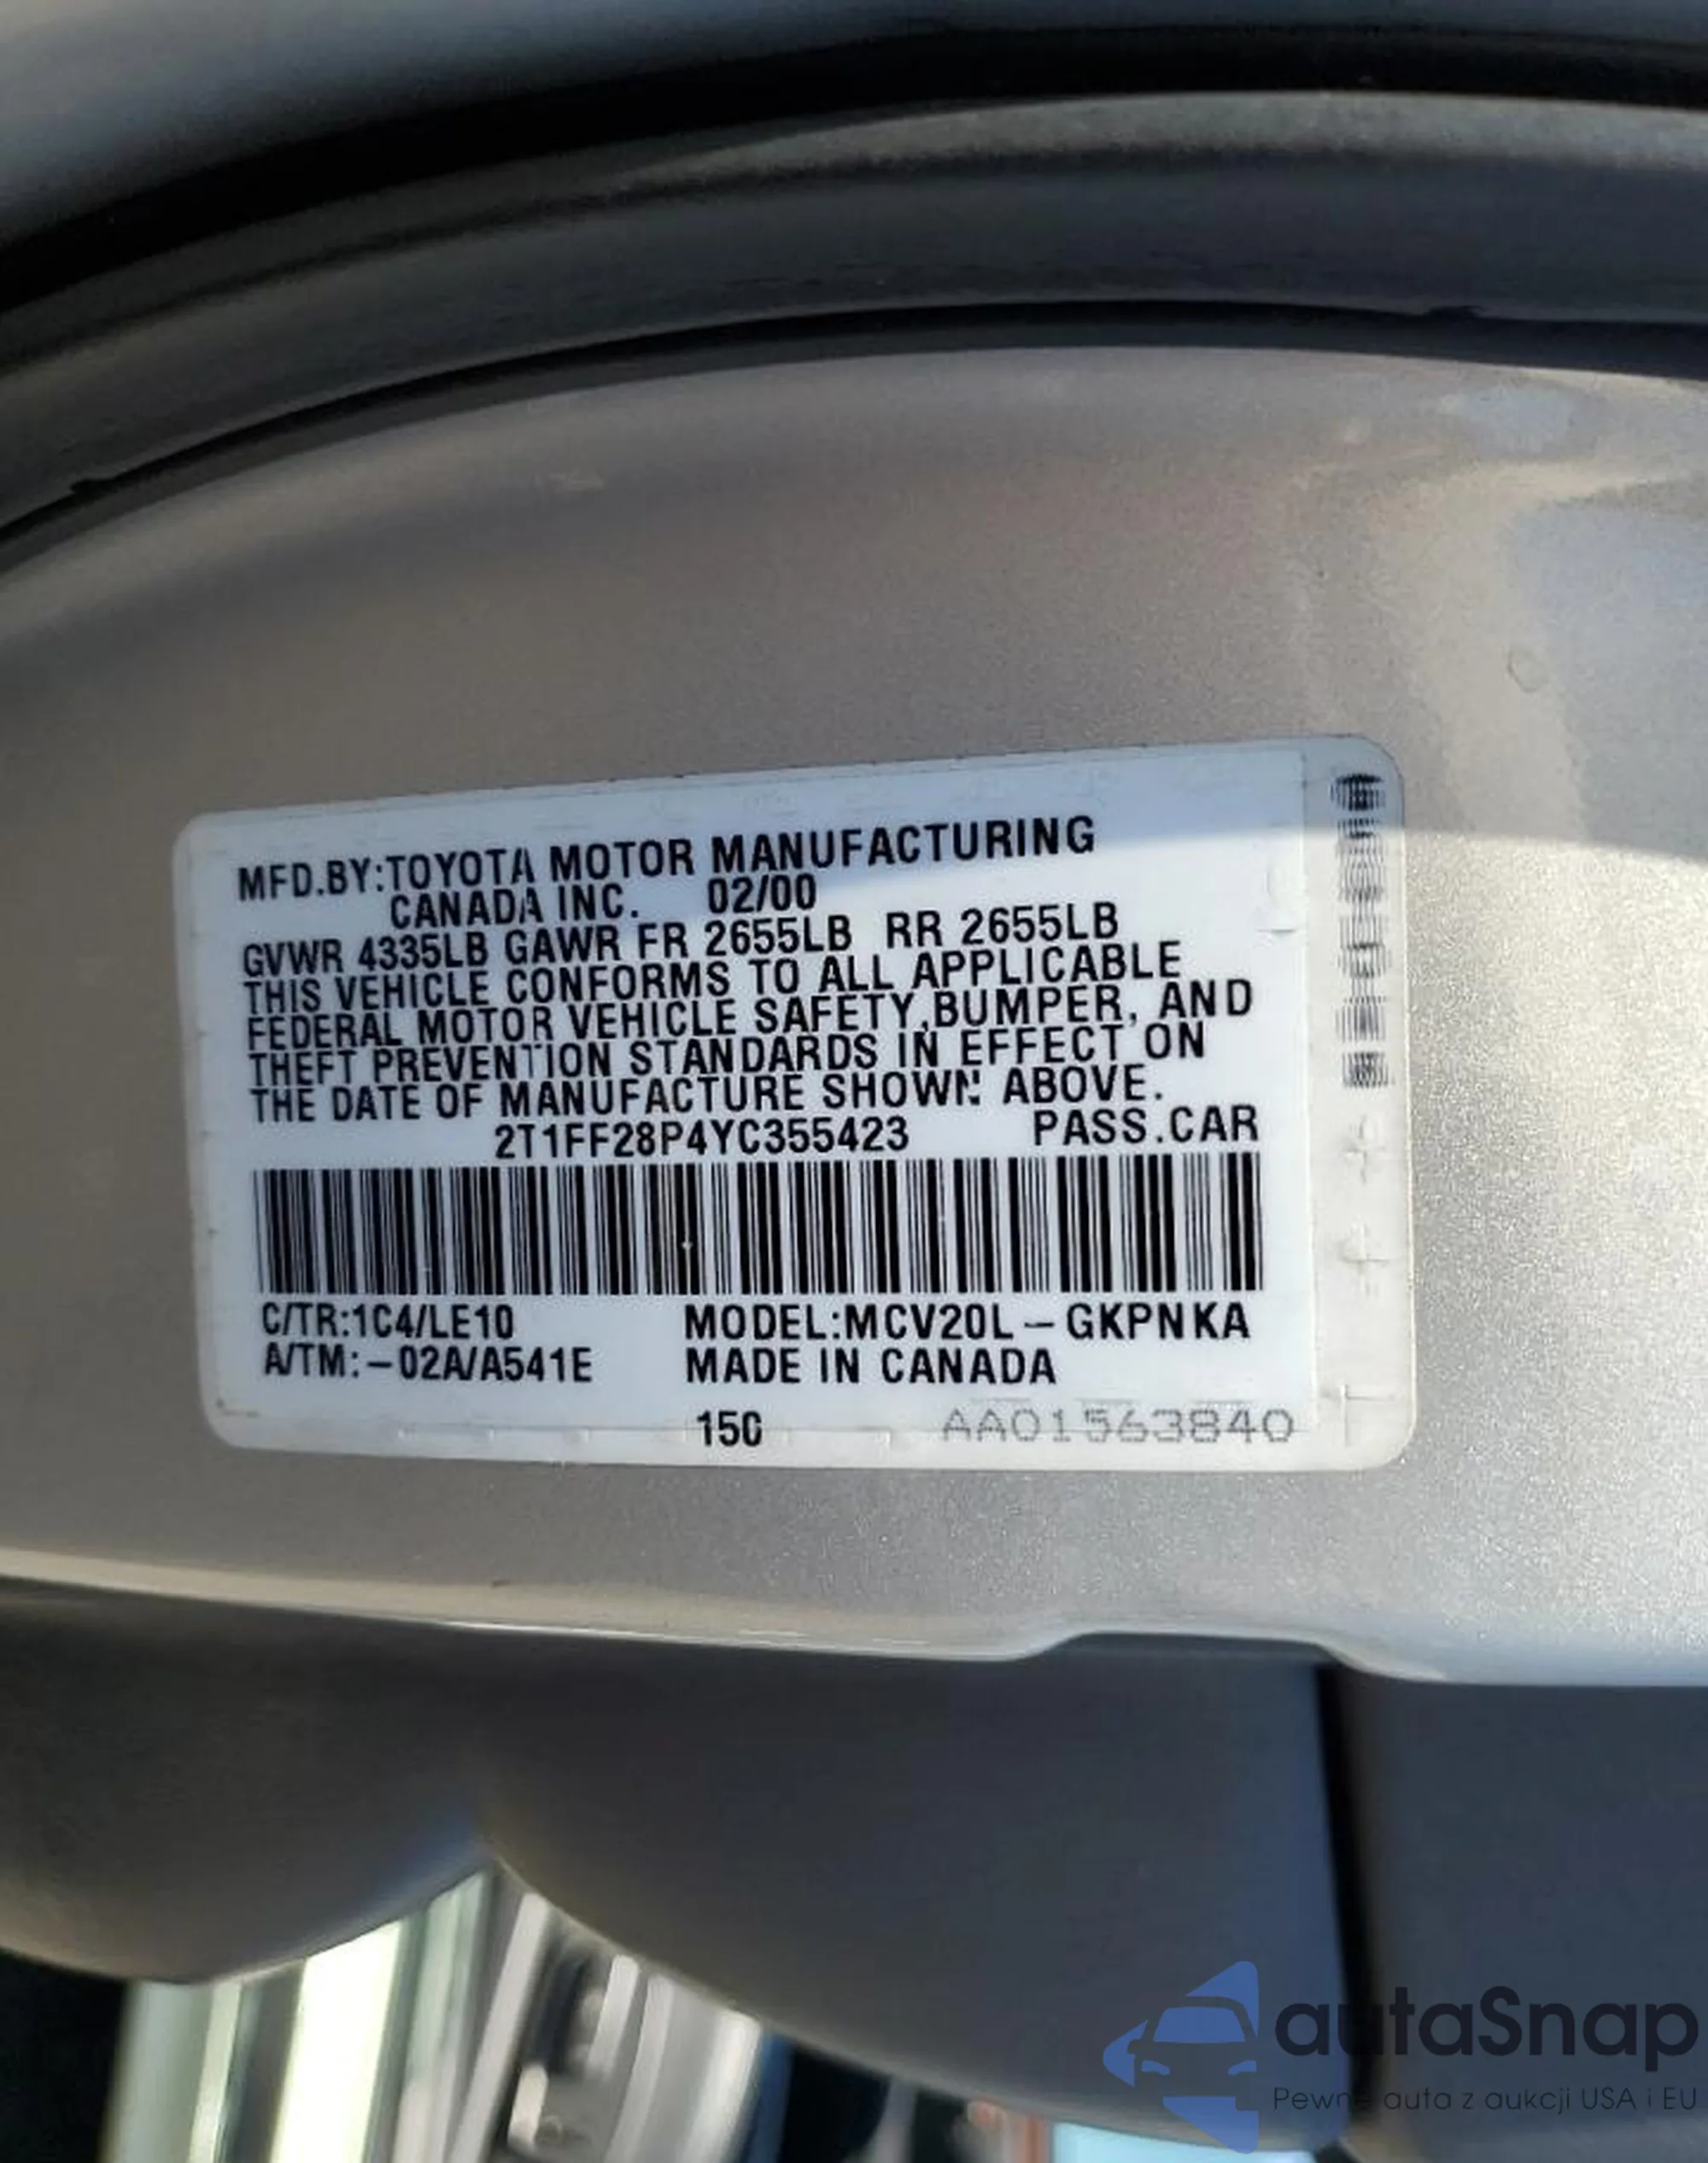 MFD.BY:TOYOTA MOTOR MANUFACTURING
CANADA INC. 02/00
GVWR 4335LB GAWR FR 2655LB RR 2655LB
THIS VEHICLE CONFORMS TO ALL APPLICABLE
FEDERAL MOTOR VEHICLE SAFETY,BUMPER, AND
THEFT PREVENTION STANDARDS IN EFFECT ON
THE DATE OF MANUFACTURE SHOWN ABOVE.
2T1FF28P4YC355423 PASS.CAR
C/TR:1C4/LE10 MODEL:MCV20L-GKPNKA
A/TM:-02A/A541E MADE IN CANADA
150 AA01563840
autaSnap
Pewne auta z aukcji USA i EU